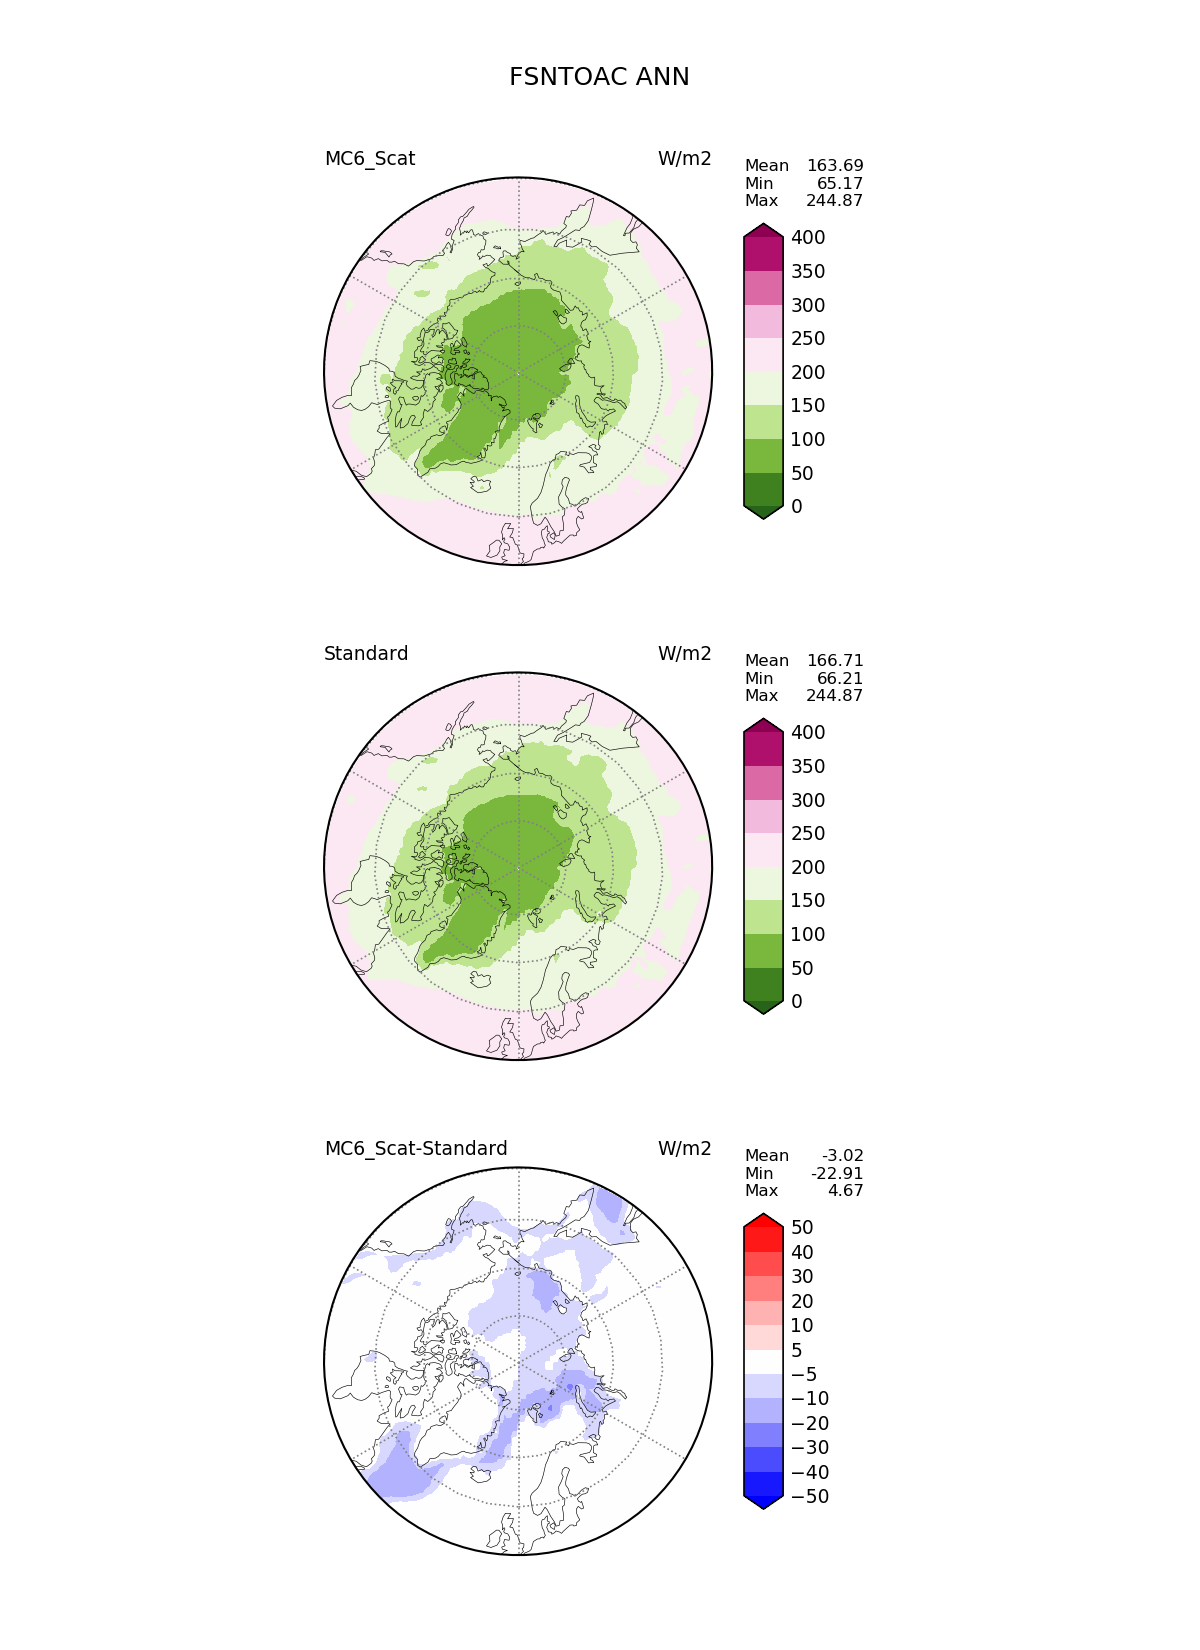 FSNTOAC ANN
MC6_Scat W/m2
Mean 163.69
Min 65.17
Max 244.87
400
350
300
250
200
150
100
50
0
Standard W/m2
Mean 166.71
Min 66.21
Max 244.87
400
350
300
250
200
150
100
50
0
MC6_Scat-Standard W/m2
Mean -3.02
Min -22.91
Max 4.67
50
40
30
20
10
5
−5
−10
−20
−30
−40
−50